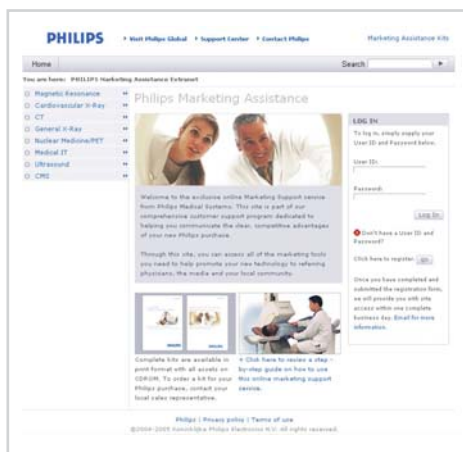 PHILIPS
Visit Philips Global Support Center Contact Philips
Marketing Assistance Kits
Home
Search
You are here: PHILIPS Marketing Assistance Extranet
Magnetic Resonance
Cardiovascular X-Ray
CT
General X-Ray
Nuclear Medicine/PET
Medical IT
Ultrasound
CMS
Philips Marketing Assistance
Welcome to the exclusive online Marketing Support service
from Philips Medical Systems. This site is part of our
comprehensive customer support program dedicated to
helping you communicate the clear, competitive advantages
of your new Philips purchase.
Through this site, you can access all of the marketing tools
you need to help promote your new technology to referring
physicians, the media and your local community.
PHILIPS PHILIPS
Complete kits are available in
print format with all assets on
CDROM. To order a kit for your
Philips purchase, contact your
local sales representative.
Click here to review a step-
by-step guide on how to use
this online marketing support
service.
LOG IN
To log in, simply supply your
User ID and Password below.
User ID:
Password:
Log In
Don't have a User ID and
Password?
Click here to register.
Once you have completed and
submitted the registration form,
we will provide you with site
access within one complete
business day. Email for more
information.
Philips | Privacy policy | Terms of use
©2004-2005 Koninklijke Philips Electronics N.V. All rights reserved.